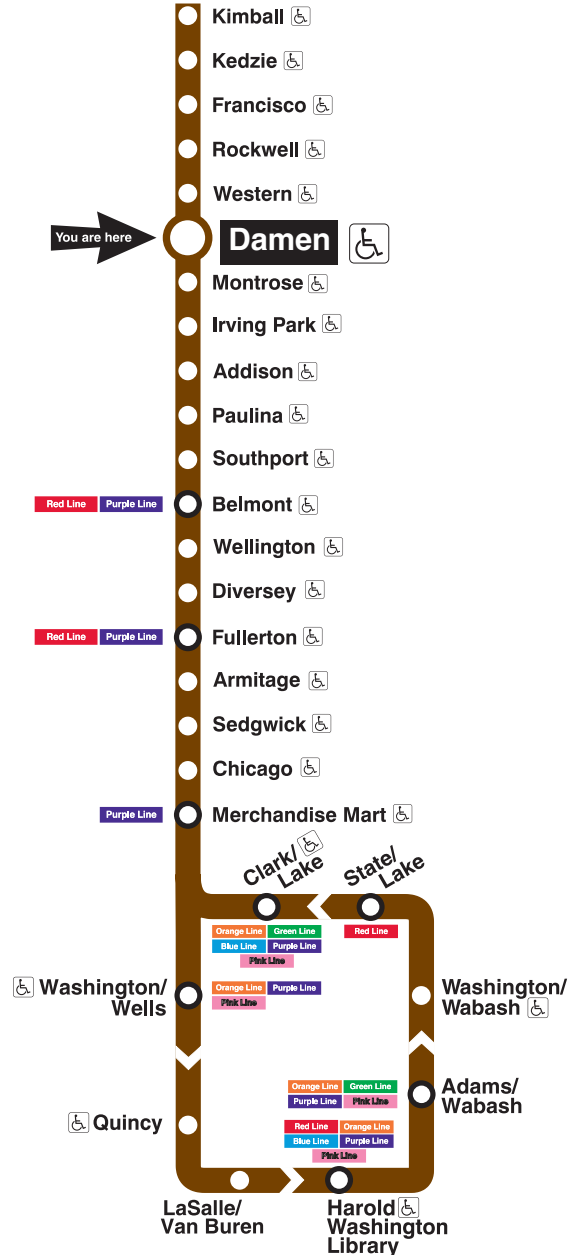 Kimball
Kedzie
Francisco
Rockwell
Western
You are here
Damen
Montrose
Irving Park
Addison
Paulina
Southport
Red Line Purple Line Belmont
Wellington
Diversey
Red Line Purple Line Fullerton
Armitage
Sedgwick
Chicago
Purple Line Merchandise Mart
Clark/
Lake
State/
Lake
Orange Line Green Line
Blue Line Purple Line
Pink Line
Red Line
Washington/
Wells
Orange Line Purple Line
Pink Line
Washington/
Wabash
Orange Line Green Line
Purple Line Pink Line
Adams/
Wabash
Quincy
Red Line Orange Line
Blue Line Purple Line
Pink Line
LaSalle/
Van Buren
Harold
Washington
Library